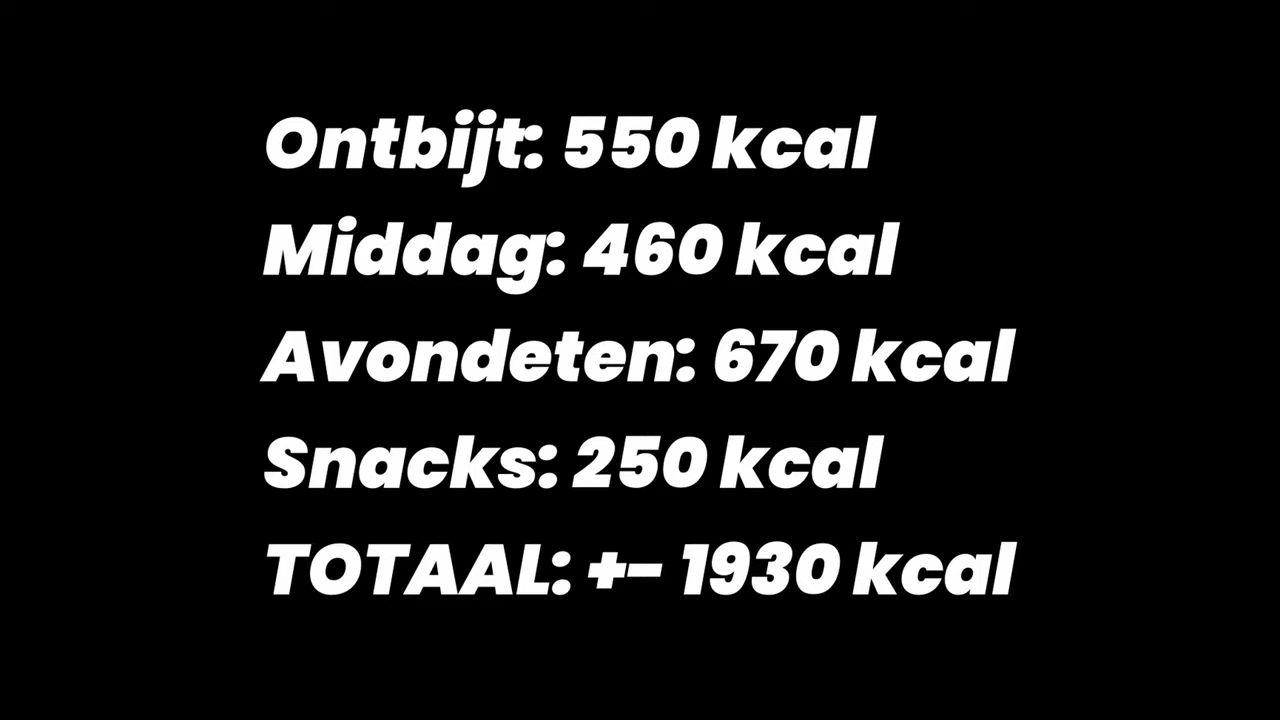 Ontbijt: 550 kcal
Middag: 460 kcal
Avondeten: 670 kcal
Snacks: 250 kcal
TOTAAL: +- 1930 kcal